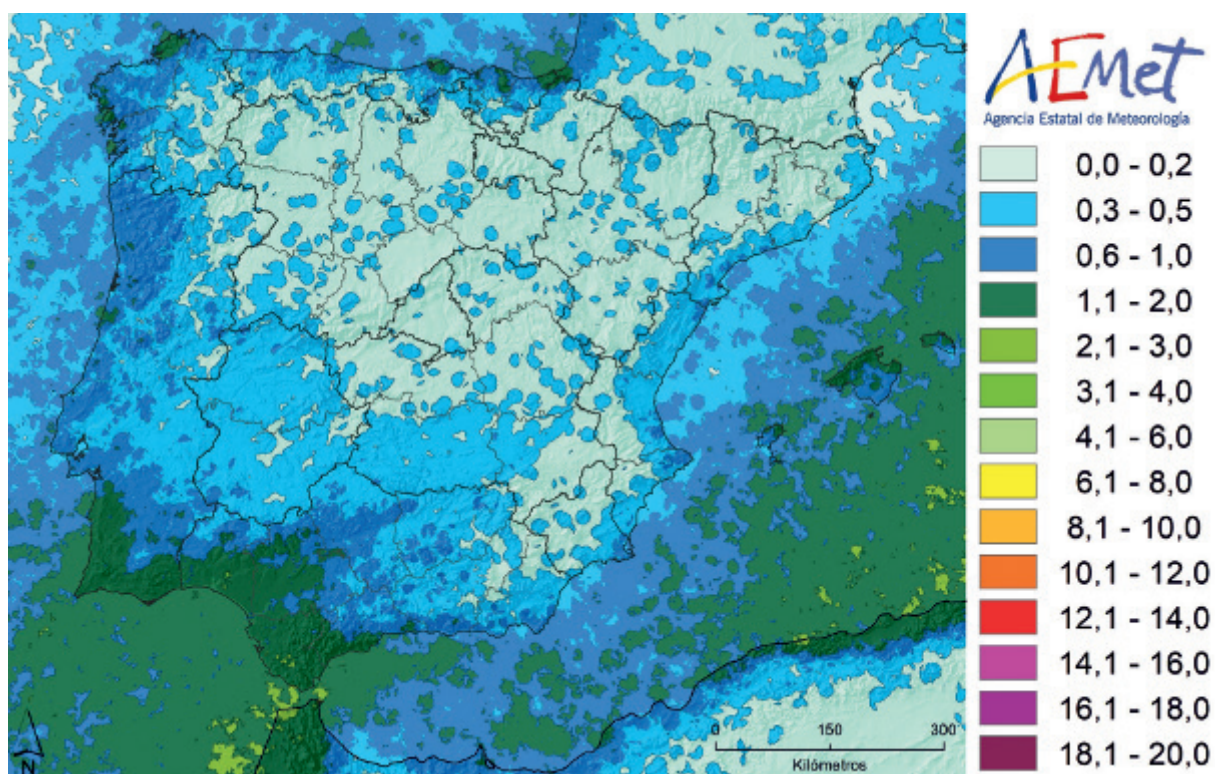 AEMet
Agencia Estatal de Meteorología
0,0 - 0,2
0,3 - 0,5
0,6 - 1,0
1,1 - 2,0
2,1 - 3,0
3,1 - 4,0
4,1 - 6,0
6,1 - 8,0
8,1 - 10,0
10,1 - 12,0
12,1 - 14,0
14,1 - 16,0
16,1 - 18,0
18,1 - 20,0
0 150 300
Kilómetros
N